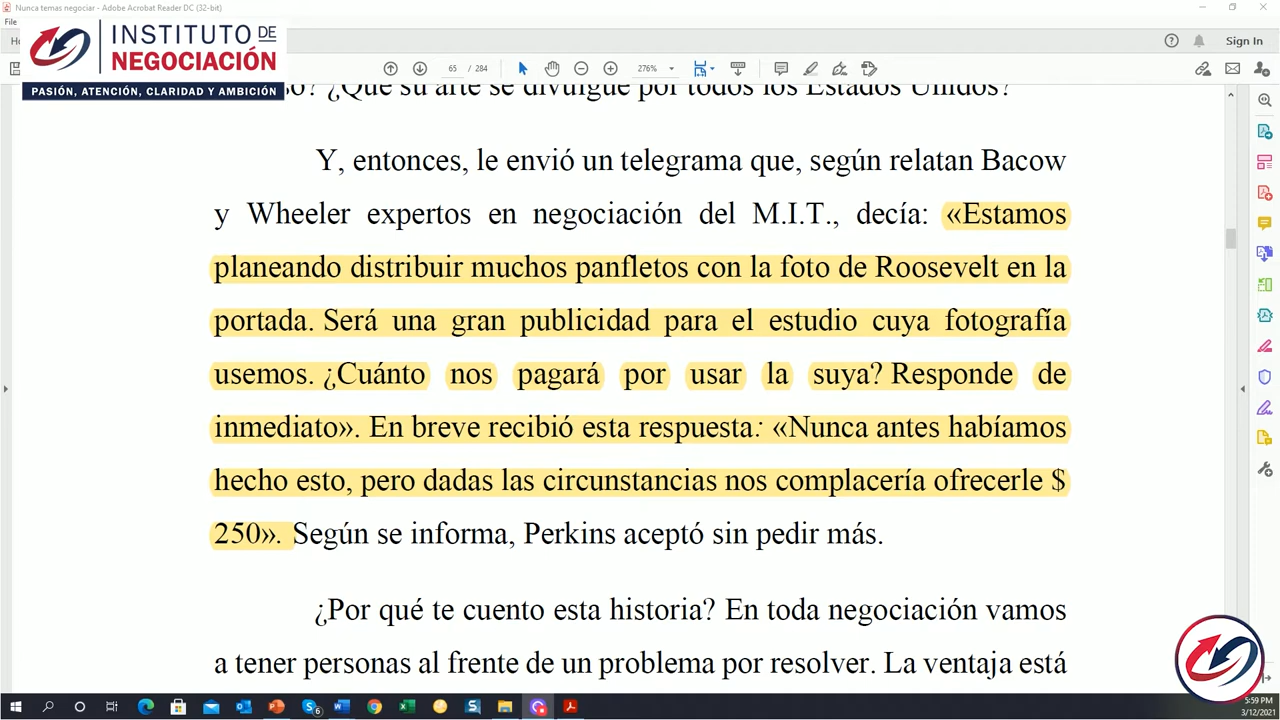 Nunca temas negociar - Adobe Acrobat Reader DC (32-bit)
File
INSTITUTO DE
NEGOCIACIÓN
PASIÓN, ATENCIÓN, CLARIDAD Y AMBICIÓN
65 / 284
276%
Sign In
¿Que su arte se divulgue por todos los Estados Unidos?
Y, entonces, le envió un telegrama que, según relatan Bacow
y Wheeler expertos en negociación del M.I.T., decía: «Estamos
planeando distribuir muchos panfletos con la foto de Roosevelt en la
portada. Será una gran publicidad para el estudio cuya fotografía
usemos. ¿Cuánto nos pagará por usar la suya? Responde de
inmediato». En breve recibió esta respuesta: «Nunca antes habíamos
hecho esto, pero dadas las circunstancias nos complacería ofrecerle $
250». Según se informa, Perkins aceptó sin pedir más.
¿Por qué te cuento esta historia? En toda negociación vamos
a tener personas al frente de un problema por resolver. La ventaja está
5:59 PM
3/12/2021